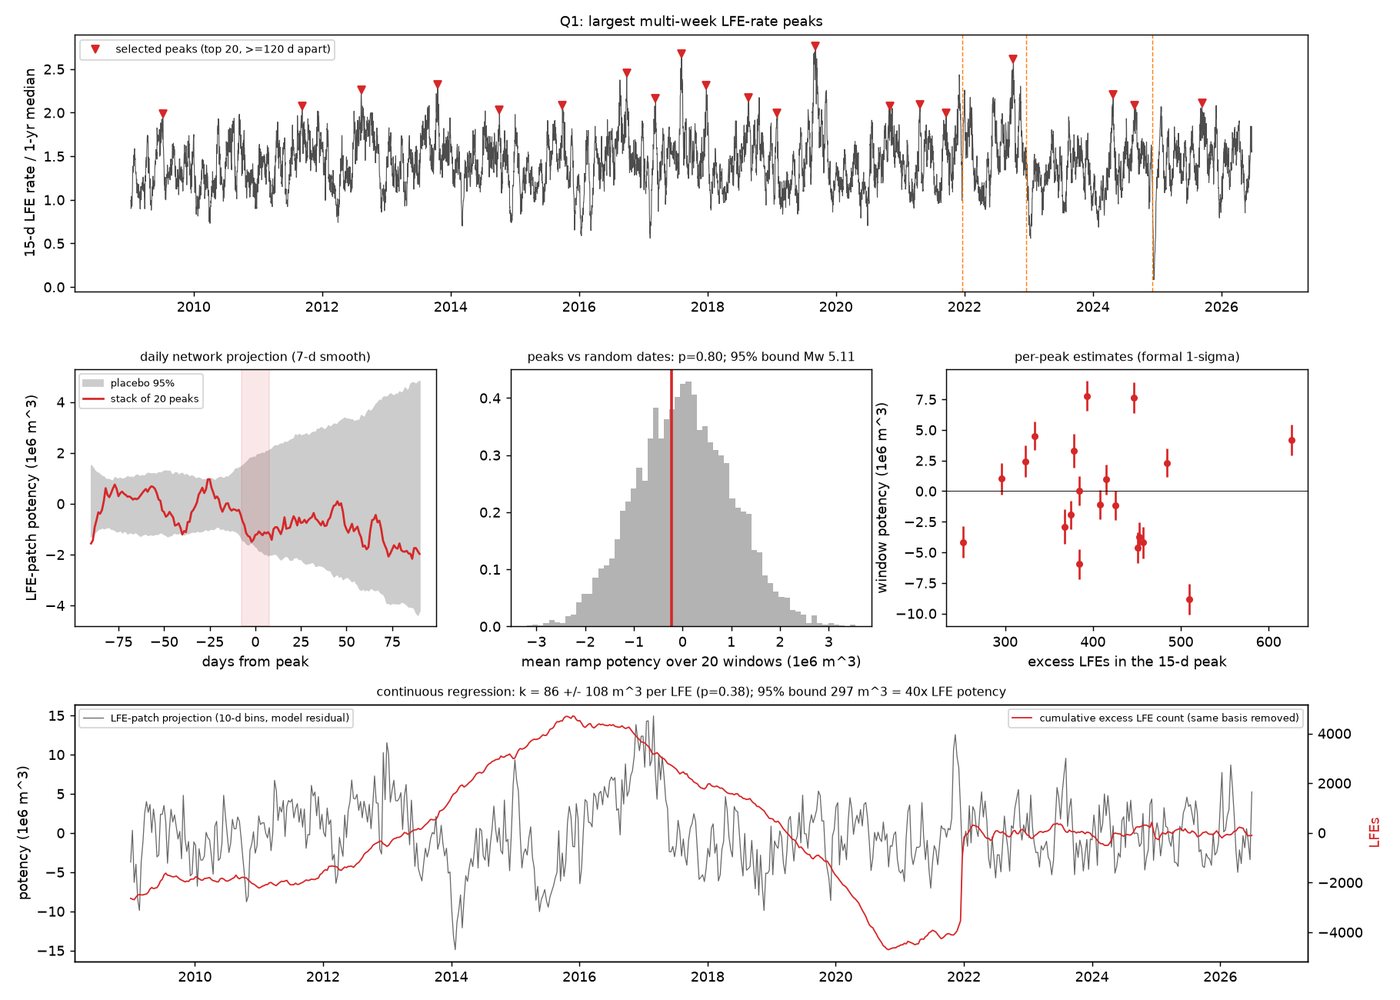 Q1: largest multi-week LFE-rate peaks
selected peaks (top 20, >=120 d apart)
15-d LFE rate / 1-yr median
2.5
2.0
1.5
1.0
0.5
0.0
2010 2012 2014 2016 2018 2020 2022 2024 2026
daily network projection (7-d smooth)
placebo 95%
stack of 20 peaks
LFE-patch potency (1e6 m^3)
4
2
0
−2
−4
−75 −50 −25 0 25 50 75
days from peak
peaks vs random dates: p=0.80; 95% bound Mw 5.11
0.4
0.3
0.2
0.1
0.0
−3 −2 −1 0 1 2 3
mean ramp potency over 20 windows (1e6 m^3)
per-peak estimates (formal 1-sigma)
window potency (1e6 m^3)
7.5
5.0
2.5
0.0
−2.5
−5.0
−7.5
−10.0
300 400 500 600
excess LFEs in the 15-d peak
continuous regression: k = 86 +/- 108 m^3 per LFE (p=0.38); 95% bound 297 m^3 = 40x LFE potency
LFE-patch projection (10-d bins, model residual)
cumulative excess LFE count (same basis removed)
potency (1e6 m^3)
15
10
5
0
−5
−10
−15
4000
2000
0
−2000
−4000
LFEs
2010 2012 2014 2016 2018 2020 2022 2024 2026